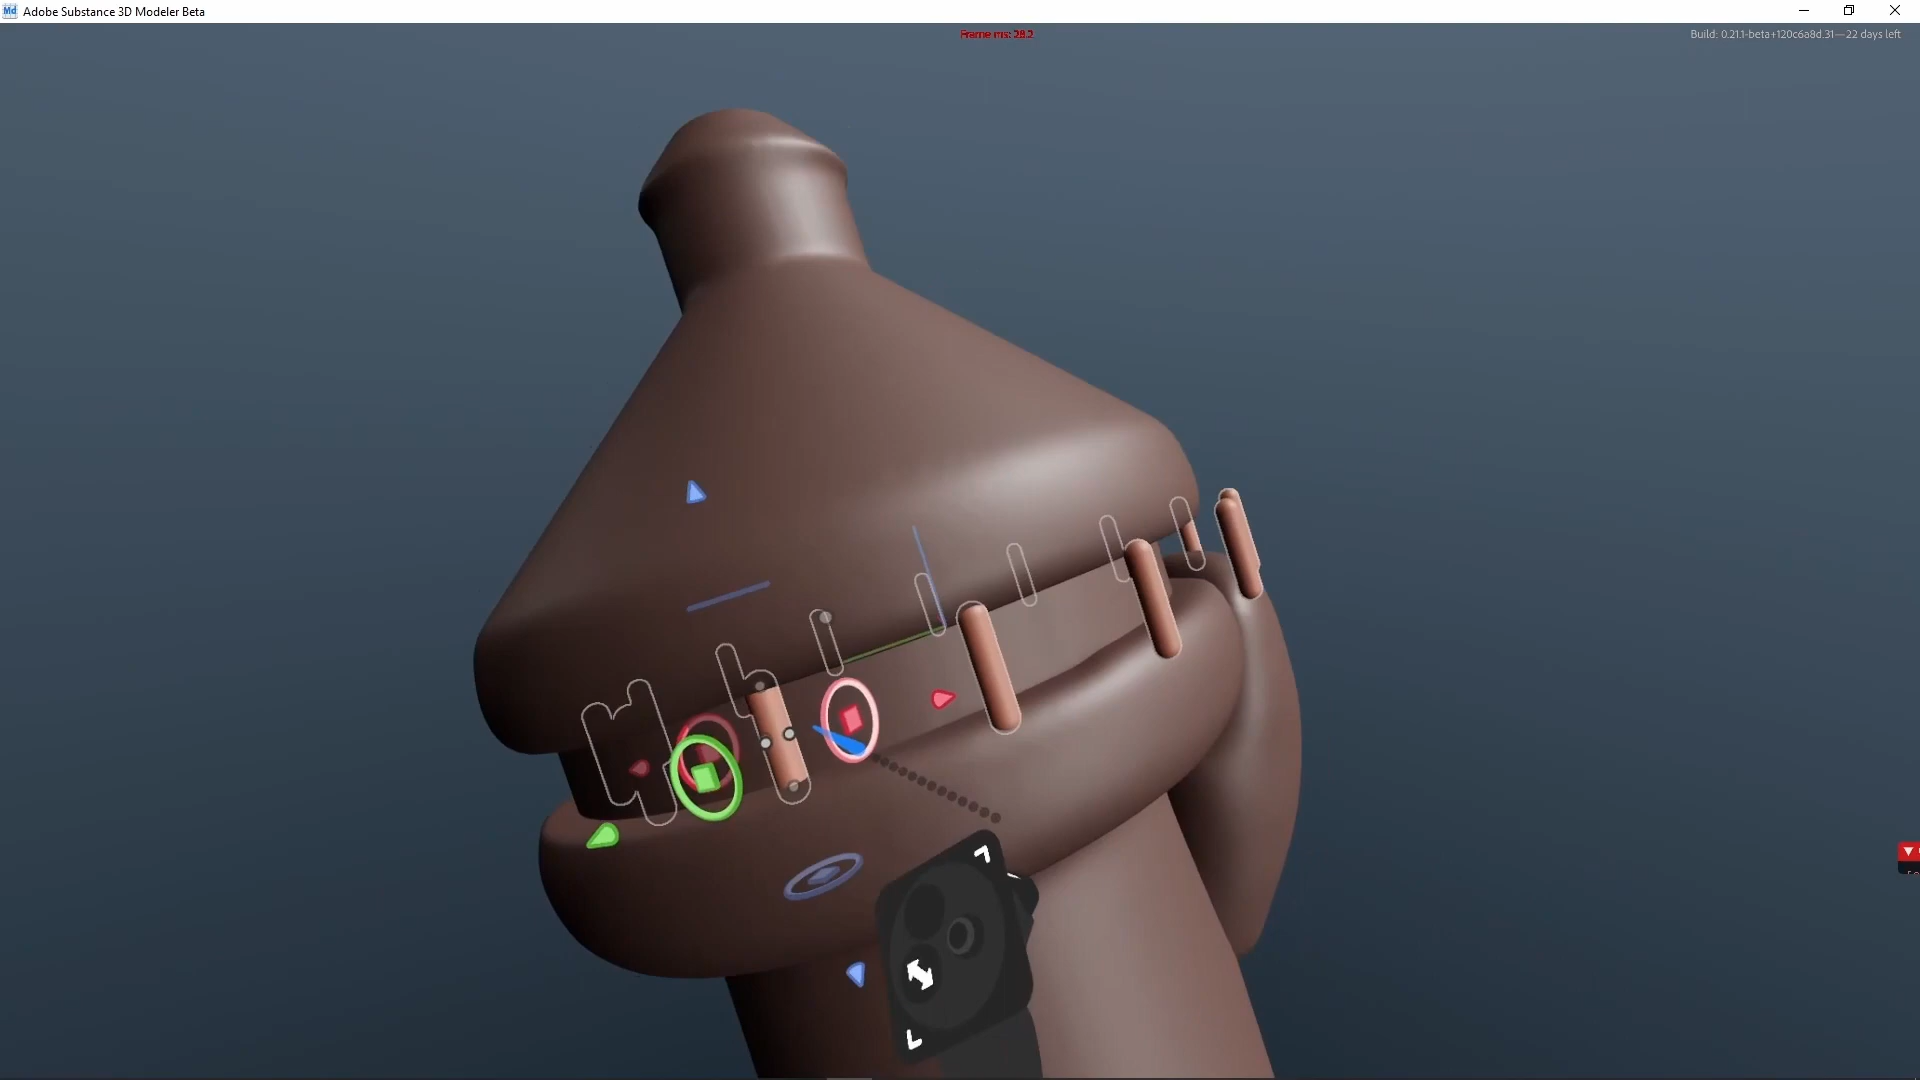 Md Adobe Substance 3D Modeler Beta
Frame ms: 28.2
Build: 0.21.1-beta+120c6a8d.31—22 days left